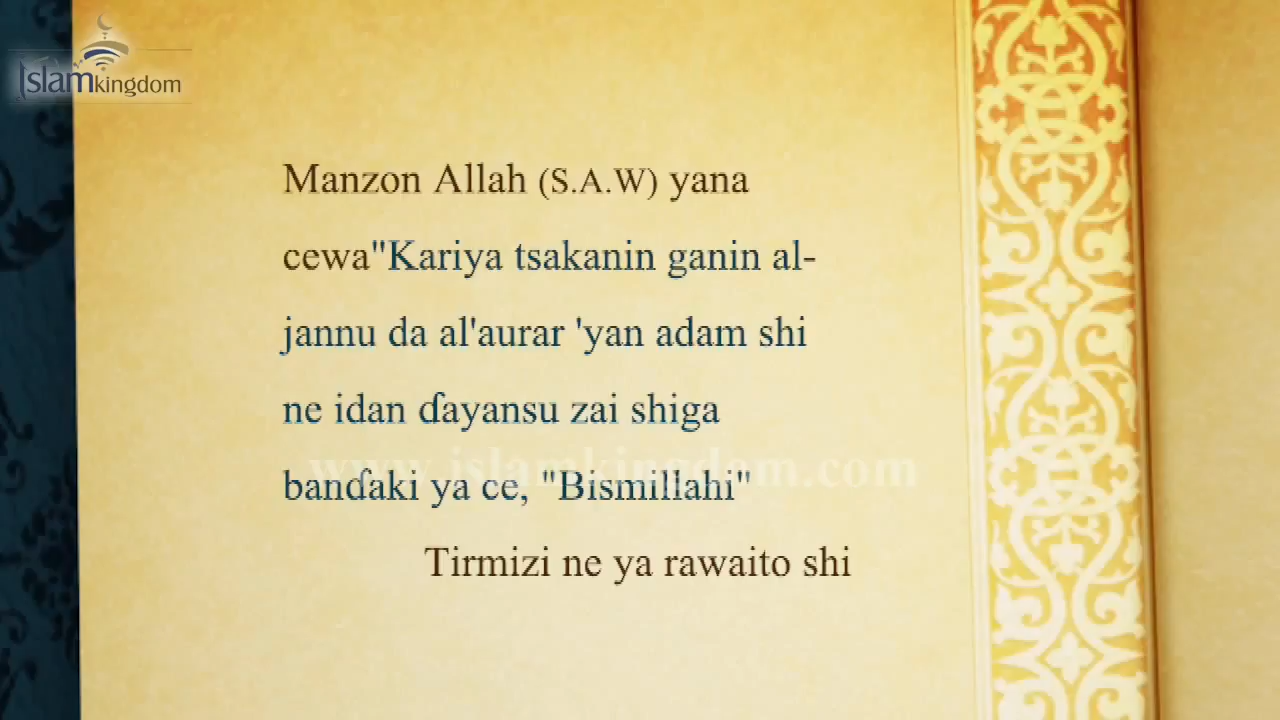 Islamkingdom
Manzon Allah (S.A.W) yana
cewa"Kariya tsakanin ganin al-
jannu da al'aurar 'yan adam shi
ne idan ɗayansu zai shiga
www.islamkingdom.com
banɗaki ya ce, "Bismillahi"
Tirmizi ne ya rawaito shi